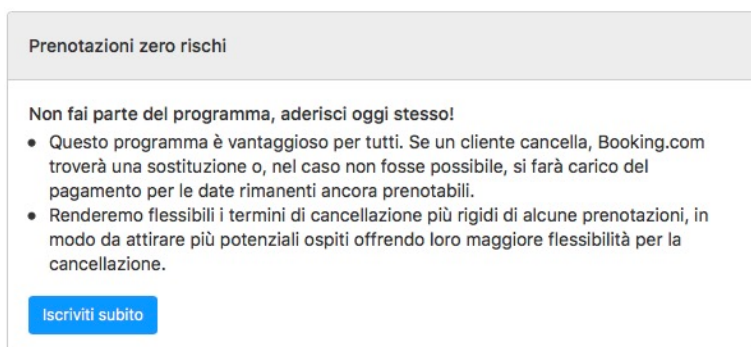 Prenotazioni zero rischi
Non fai parte del programma, aderisci oggi stesso!
• Questo programma è vantaggioso per tutti. Se un cliente cancella, Booking.com
troverà una sostituzione o, nel caso non fosse possibile, si farà carico del
pagamento per le date rimanenti ancora prenotabili.
• Renderemo flessibili i termini di cancellazione più rigidi di alcune prenotazioni, in
modo da attirare più potenziali ospiti offrendo loro maggiore flessibilità per la
cancellazione.
Iscriviti subito